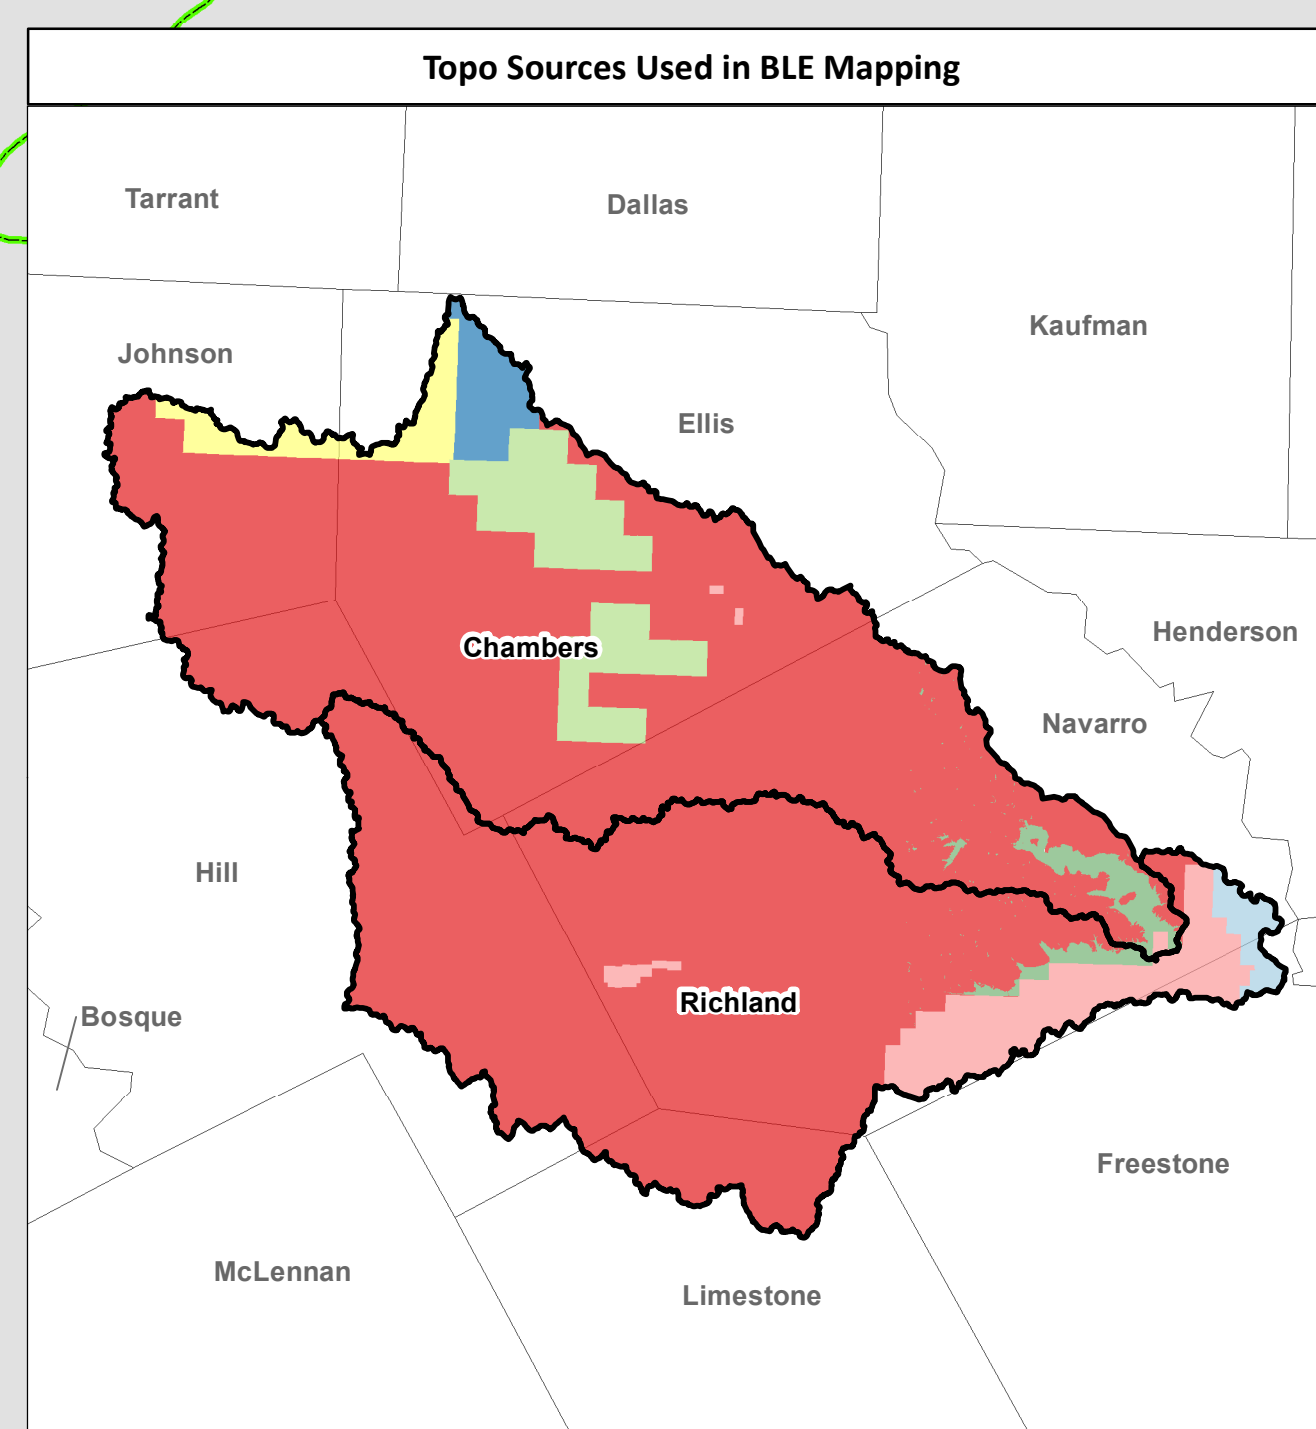 Topo Sources Used in BLE Mapping
Tarrant
Dallas
Kaufman
Johnson
Ellis
Henderson
Chambers
Navarro
Hill
Richland
Bosque
Freestone
McLennan
Limestone